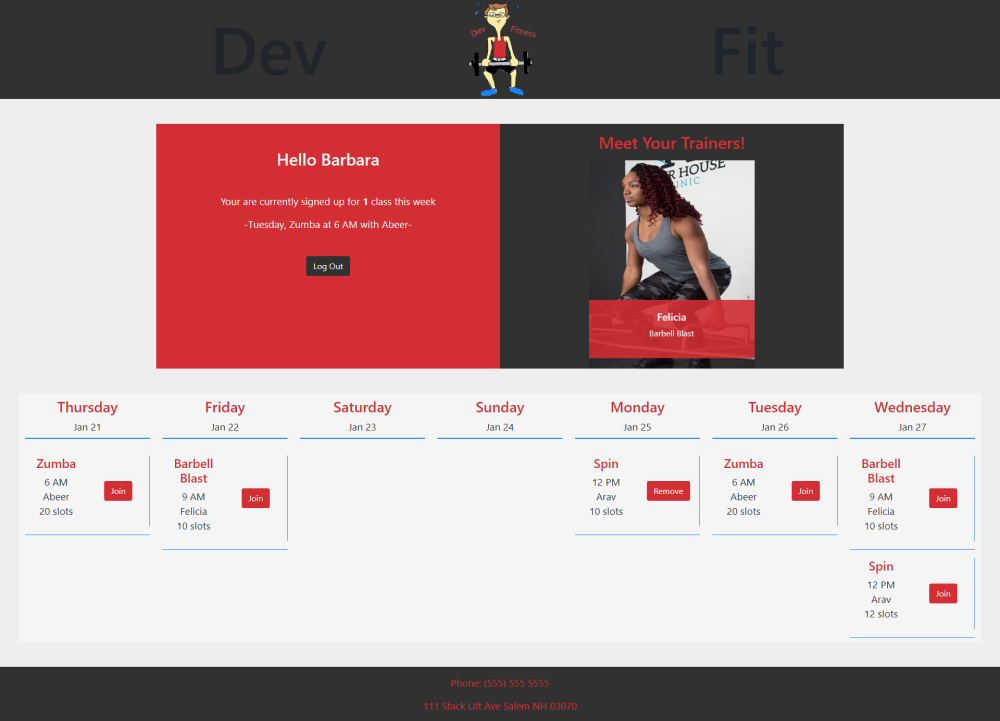 Dev
Dev Fitness
Fit
Hello Barbara
Your are currently signed up for 1 class this week
-Tuesday, Zumba at 6 AM with Abeer-
Log Out
Meet Your Trainers!
R HOUSE
INIC
Felicia
Barbell Blast
Thursday
Jan 21
Zumba
6 AM
Abeer
20 slots
Join
Friday
Jan 22
Barbell
Blast
9 AM
Felicia
10 slots
Join
Saturday
Jan 23
Sunday
Jan 24
Monday
Jan 25
Spin
12 PM
Arav
10 slots
Remove
Tuesday
Jan 26
Zumba
6 AM
Abeer
20 slots
Join
Wednesday
Jan 27
Barbell
Blast
9 AM
Felicia
10 slots
Join
Spin
12 PM
Arav
12 slots
Join
Phone: (555) 555 5555
111 Stack Lift Ave Salem NH 03070